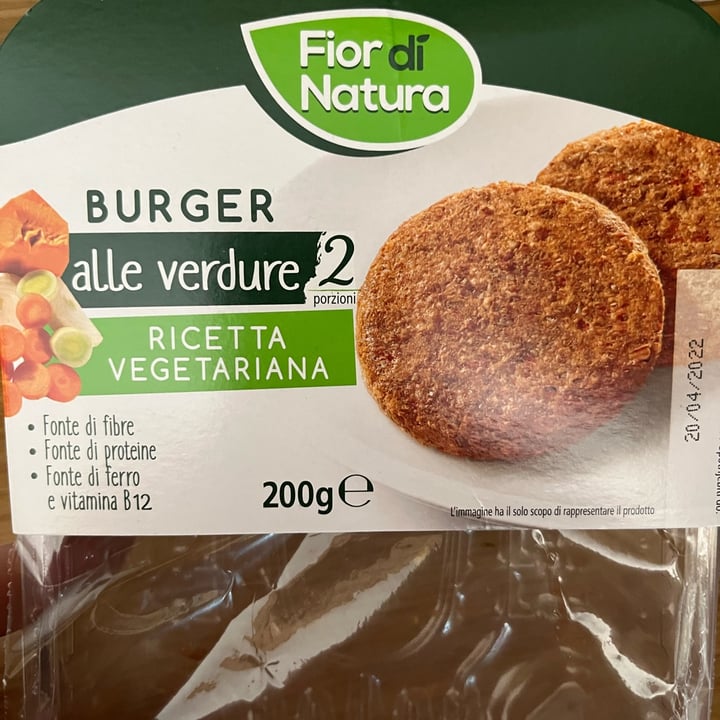 Fior di
Natura
BURGER
alle verdure 2
porzioni
RICETTA
VEGETARIANA
• Fonte di fibre
• Fonte di proteine
• Fonte di ferro
e vitamina B12
200g e
L'immagine ha il solo scopo di rappresentare il prodotto
20/04/2022